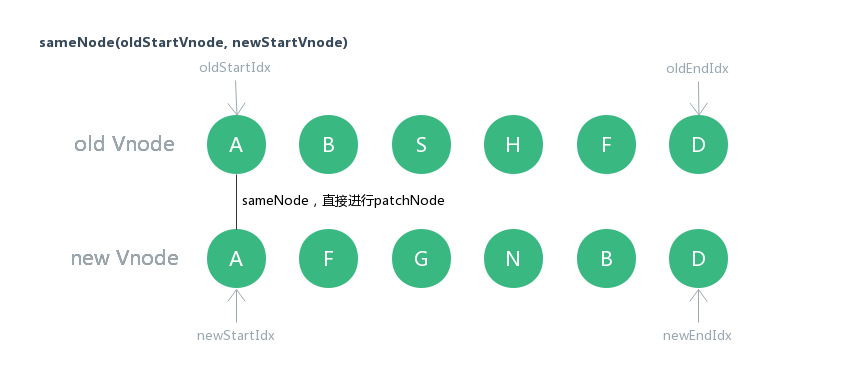 sameNode(oldStartVnode, newStartVnode)
oldStartIdx oldEndIdx
old Vnode A B S H F D
sameNode，直接进行patchNode
new Vnode A F G N B D
newStartIdx newEndIdx